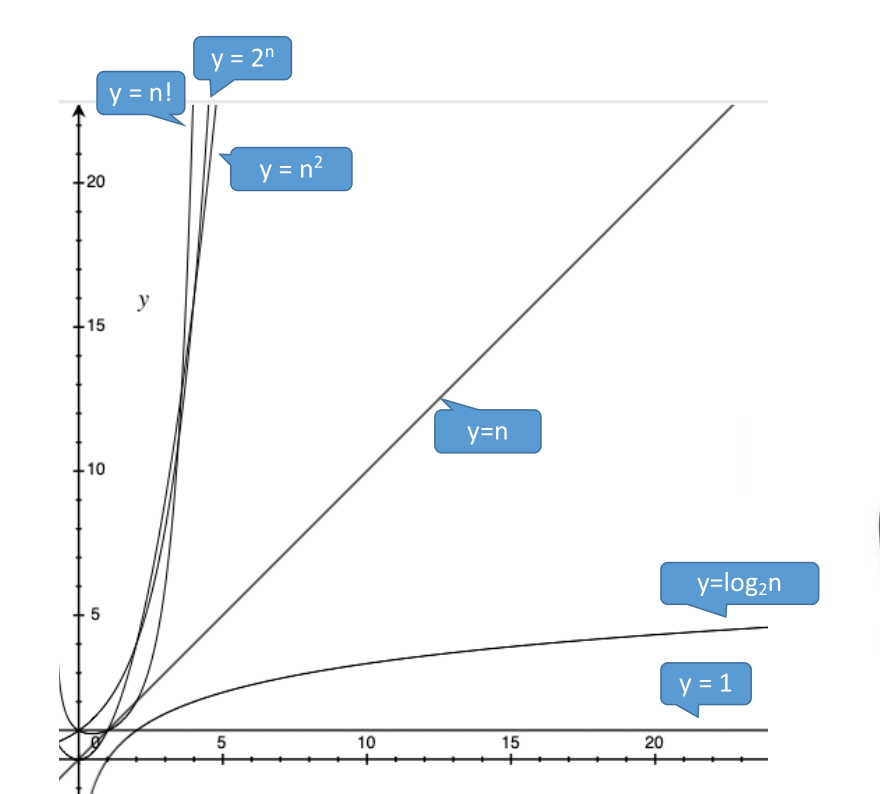 y = 2ⁿ
y = n!
y = n²
20
y
15
y=n
10
y=log₂n
5
y = 1
0 5 10 15 20